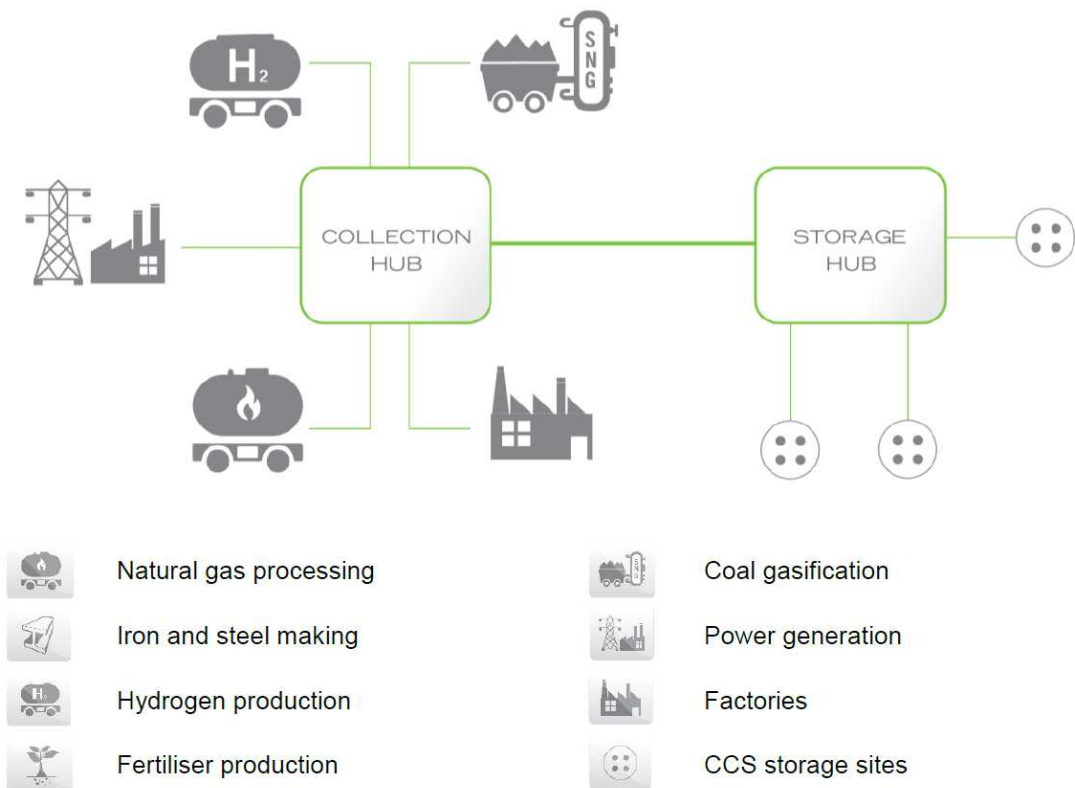 H2
SNG
COLLECTION
HUB
STORAGE
HUB
Natural gas processing
Coal gasification
Iron and steel making
Power generation
Hydrogen production
Factories
Fertiliser production
CCS storage sites